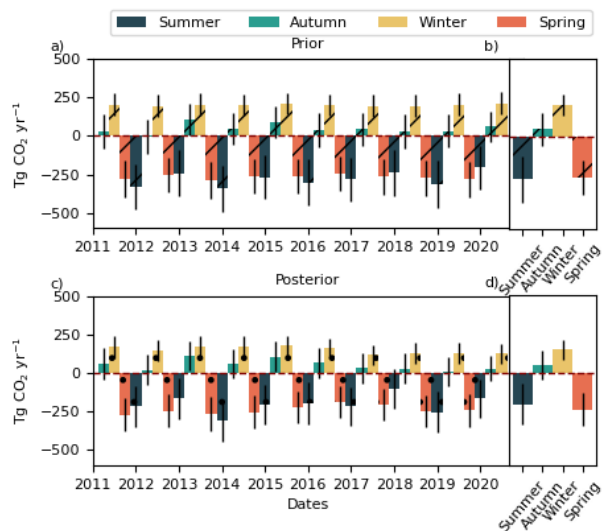 Summer Autumn Winter Spring
a) Prior b)
Tg CO₂ yr⁻¹
500
250
0
−250
−500
2011 2012 2013 2014 2015 2016 2017 2018 2019 2020
Summer Autumn Winter Spring
c) Posterior d)
Tg CO₂ yr⁻¹
500
250
0
−250
−500
2011 2012 2013 2014 2015 2016 2017 2018 2019 2020
Dates
Summer Autumn Winter Spring